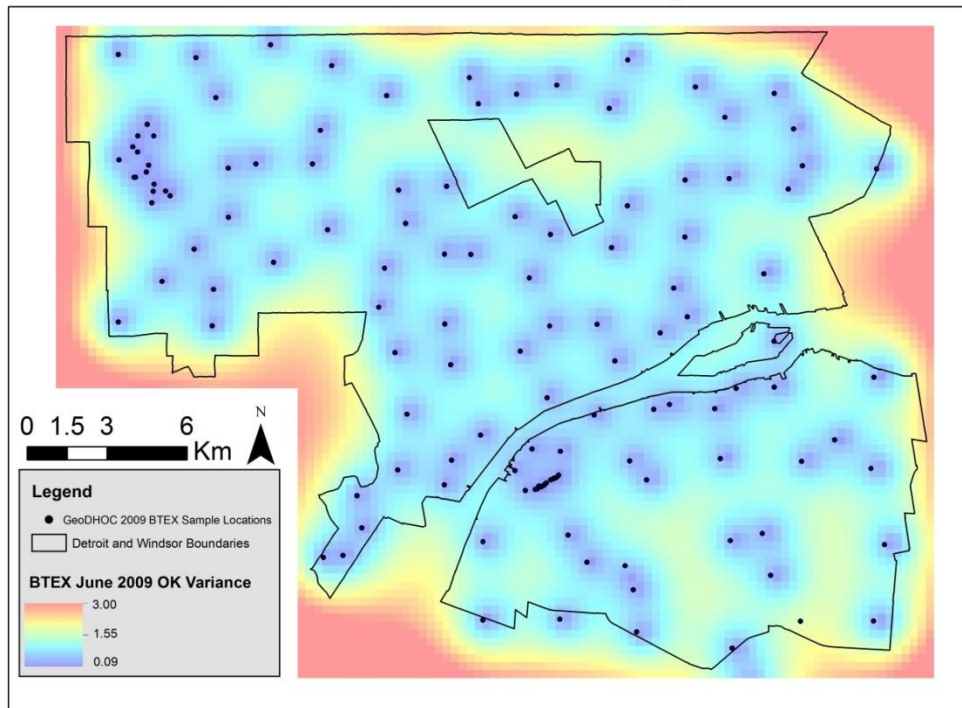 N
0 1.5 3 6
Km
Legend
GeoDHOC 2009 BTEX Sample Locations
Detroit and Windsor Boundaries
BTEX June 2009 OK Variance
3.00
1.55
0.09